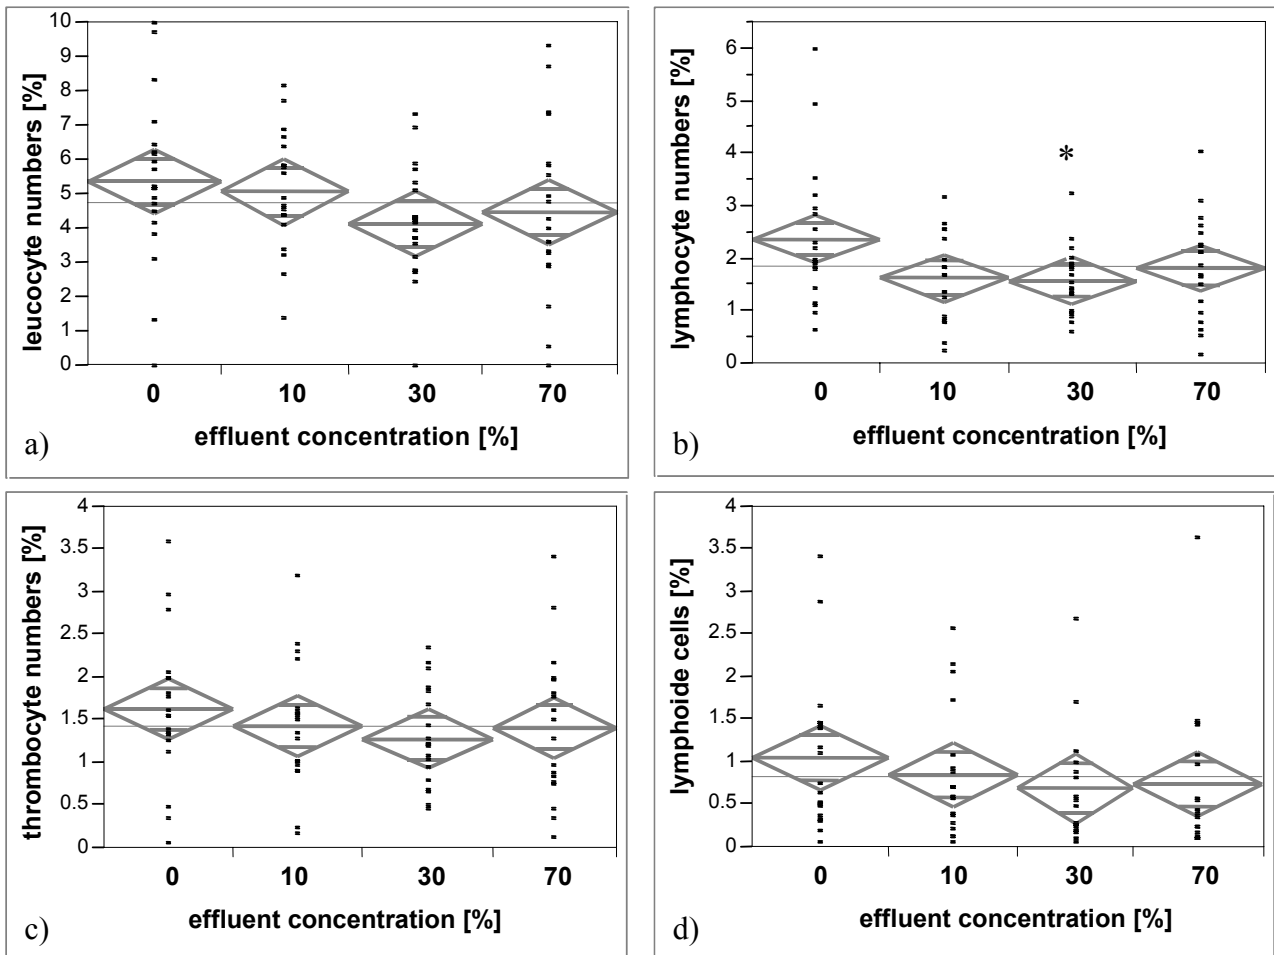 leucocyte numbers [%]
10
9
8
7
6
5
4
3
2
1
0
0 10 30 70
effluent concentration [%]
a)
lymphocyte numbers [%]
6
5
4
3
2
1
0
*
0 10 30 70
effluent concentration [%]
b)
thrombocyte numbers [%]
4
3.5
3
2.5
2
1.5
1
0.5
0
0 10 30 70
effluent concentration [%]
c)
lymphoide cells [%]
4
3.5
3
2.5
2
1.5
1
0.5
0
0 10 30 70
effluent concentration [%]
d)